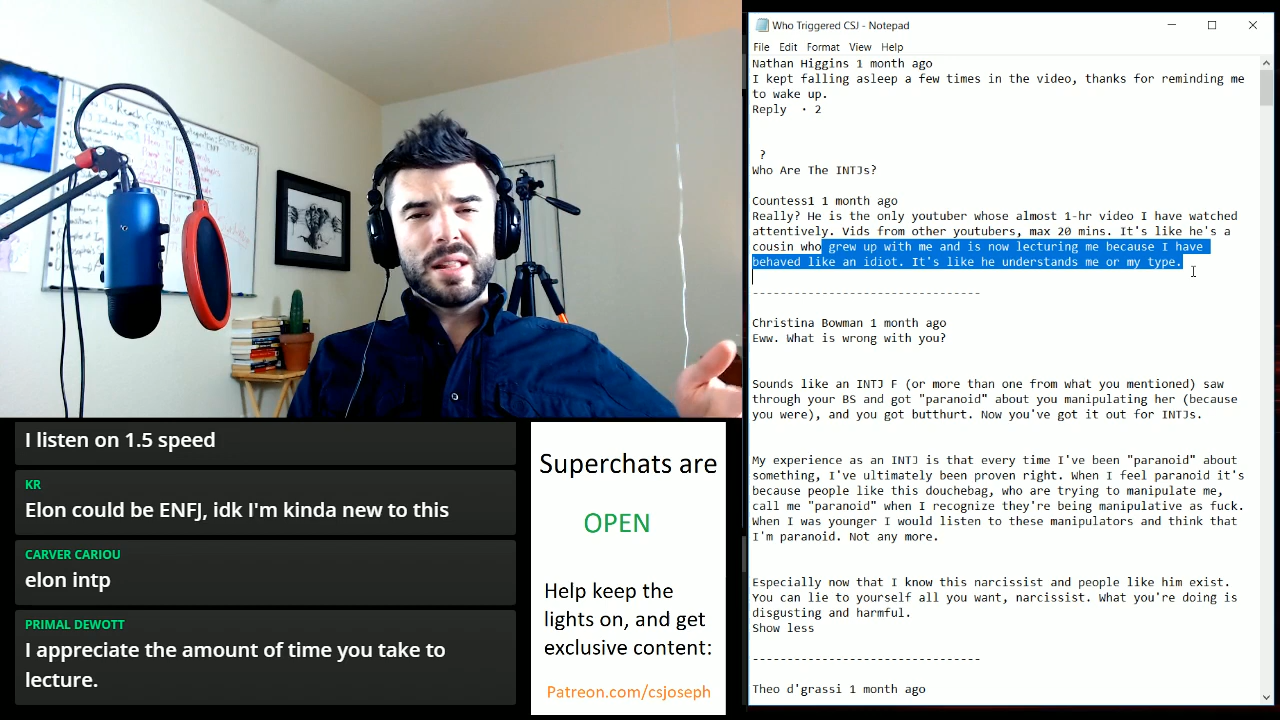 Who Triggered CSJ - Notepad
File Edit Format View Help
Nathan Higgins 1 month ago
I kept falling asleep a few times in the video, thanks for reminding me
to wake up.
Reply · 2
?
Who Are The INTJs?
Countess1 1 month ago
Really? He is the only youtuber whose almost 1-hr video I have watched
attentively. Vids from other youtubers, max 20 mins. It's like he's a
cousin who grew up with me and is now lecturing me because I have
behaved like an idiot. It's like he understands me or my type.
--------------------------------
Christina Bowman 1 month ago
Eww. What is wrong with you?
Sounds like an INTJ F (or more than one from what you mentioned) saw
through your BS and got "paranoid" about you manipulating her (because
you were), and you got butthurt. Now you've got it out for INTJs.
My experience as an INTJ is that every time I've been "paranoid" about
something, I've ultimately been proven right. When I feel paranoid it's
because people like this douchebag, who are trying to manipulate me,
call me "paranoid" when I recognize they're being manipulative as fuck.
When I was younger I would listen to these manipulators and think that
I'm paranoid. Not any more.
Especially now that I know this narcissist and people like him exist.
You can lie to yourself all you want, narcissist. What you're doing is
disgusting and harmful.
Show less
--------------------------------
Theo d'grassi 1 month ago
I listen on 1.5 speed
KR
Elon could be ENFJ, idk I'm kinda new to this
CARVER CARIOU
elon intp
PRIMAL DEWOTT
I appreciate the amount of time you take to
lecture.
Superchats are
OPEN
Help keep the
lights on, and get
exclusive content:
Patreon.com/csjoseph